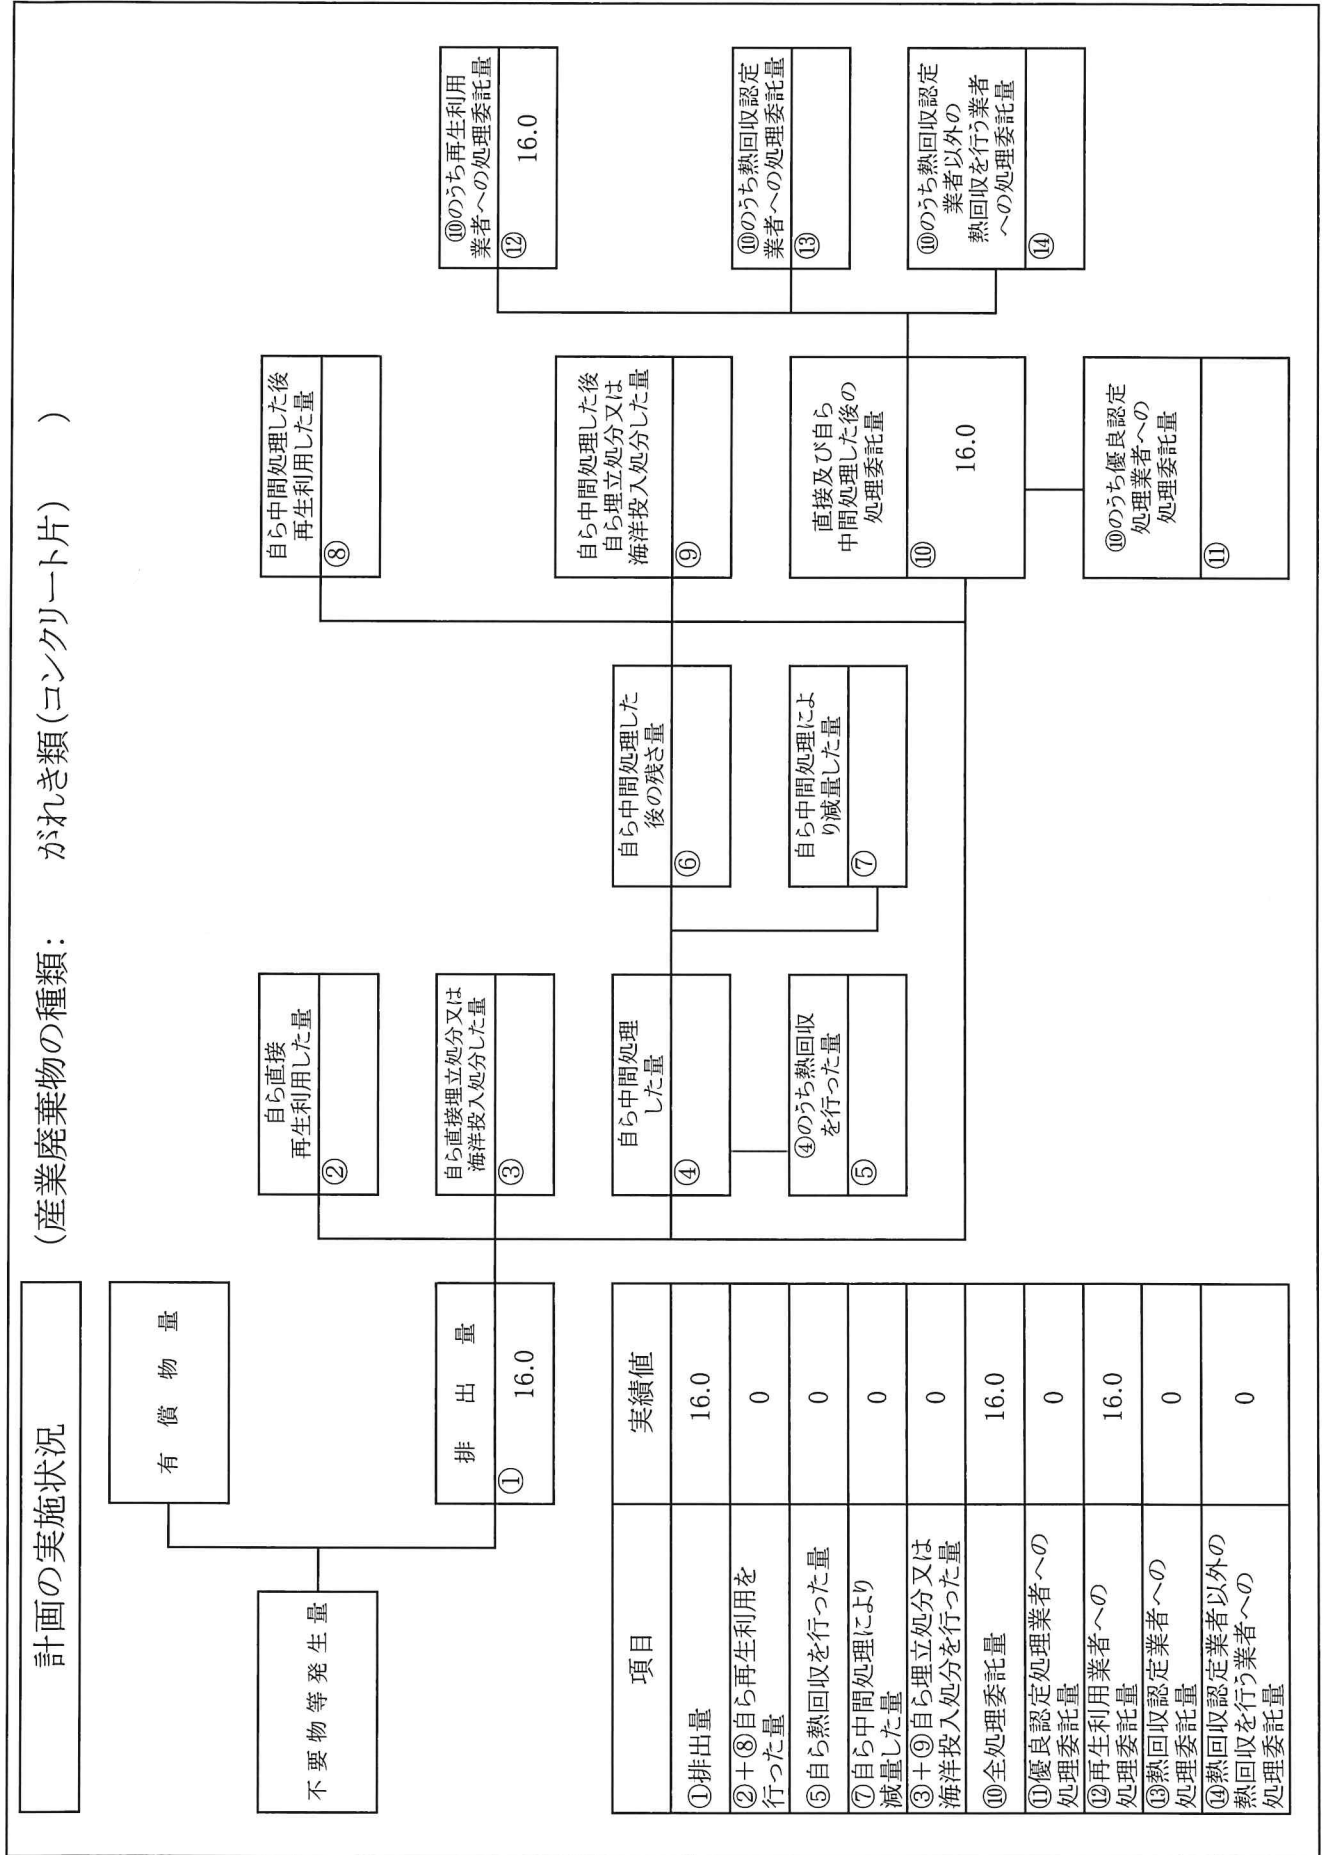 計画の実施状況
(産業廃棄物の種類： がれき類(コンクリート片) )
有償物量
不要物等発生量
排出量
①
16.0
自ら直接
再生利用した量
②
自ら直接埋立処分又は
海洋投入処分した量
③
自ら中間処理
した量
④
④のうち熱回収
を行った量
⑤
自ら中間処理した
後の残さ量
⑥
自ら中間処理によ
り減量した量
⑦
自ら中間処理した後
再生利用した量
⑧
自ら中間処理した後
自ら埋立処分又は
海洋投入処分した量
⑨
直接及び自ら
中間処理した後の
処理委託量
⑩
16.0
⑩のうち優良認定
処理業者への
処理委託量
⑪
⑩のうち再生利用
業者への処理委託量
⑫
16.0
⑩のうち熱回収認定
業者への処理委託量
⑬
⑩のうち熱回収認定
業者以外の
熱回収を行う業者
への処理委託量
⑭
項目 実績値
①排出量 16.0
②＋⑧自ら再生利用を
行った量 0
⑤自ら熱回収を行った量 0
⑦自ら中間処理により
減量した量 0
③＋⑨自ら埋立処分又は
海洋投入処分を行った量 0
⑩全処理委託量 16.0
⑪優良認定処理業者への
処理委託量 0
⑫再生利用業者への
処理委託量 16.0
⑬熱回収認定業者への
処理委託量 0
⑭熱回収認定業者以外の
熱回収を行う業者への
処理委託量 0